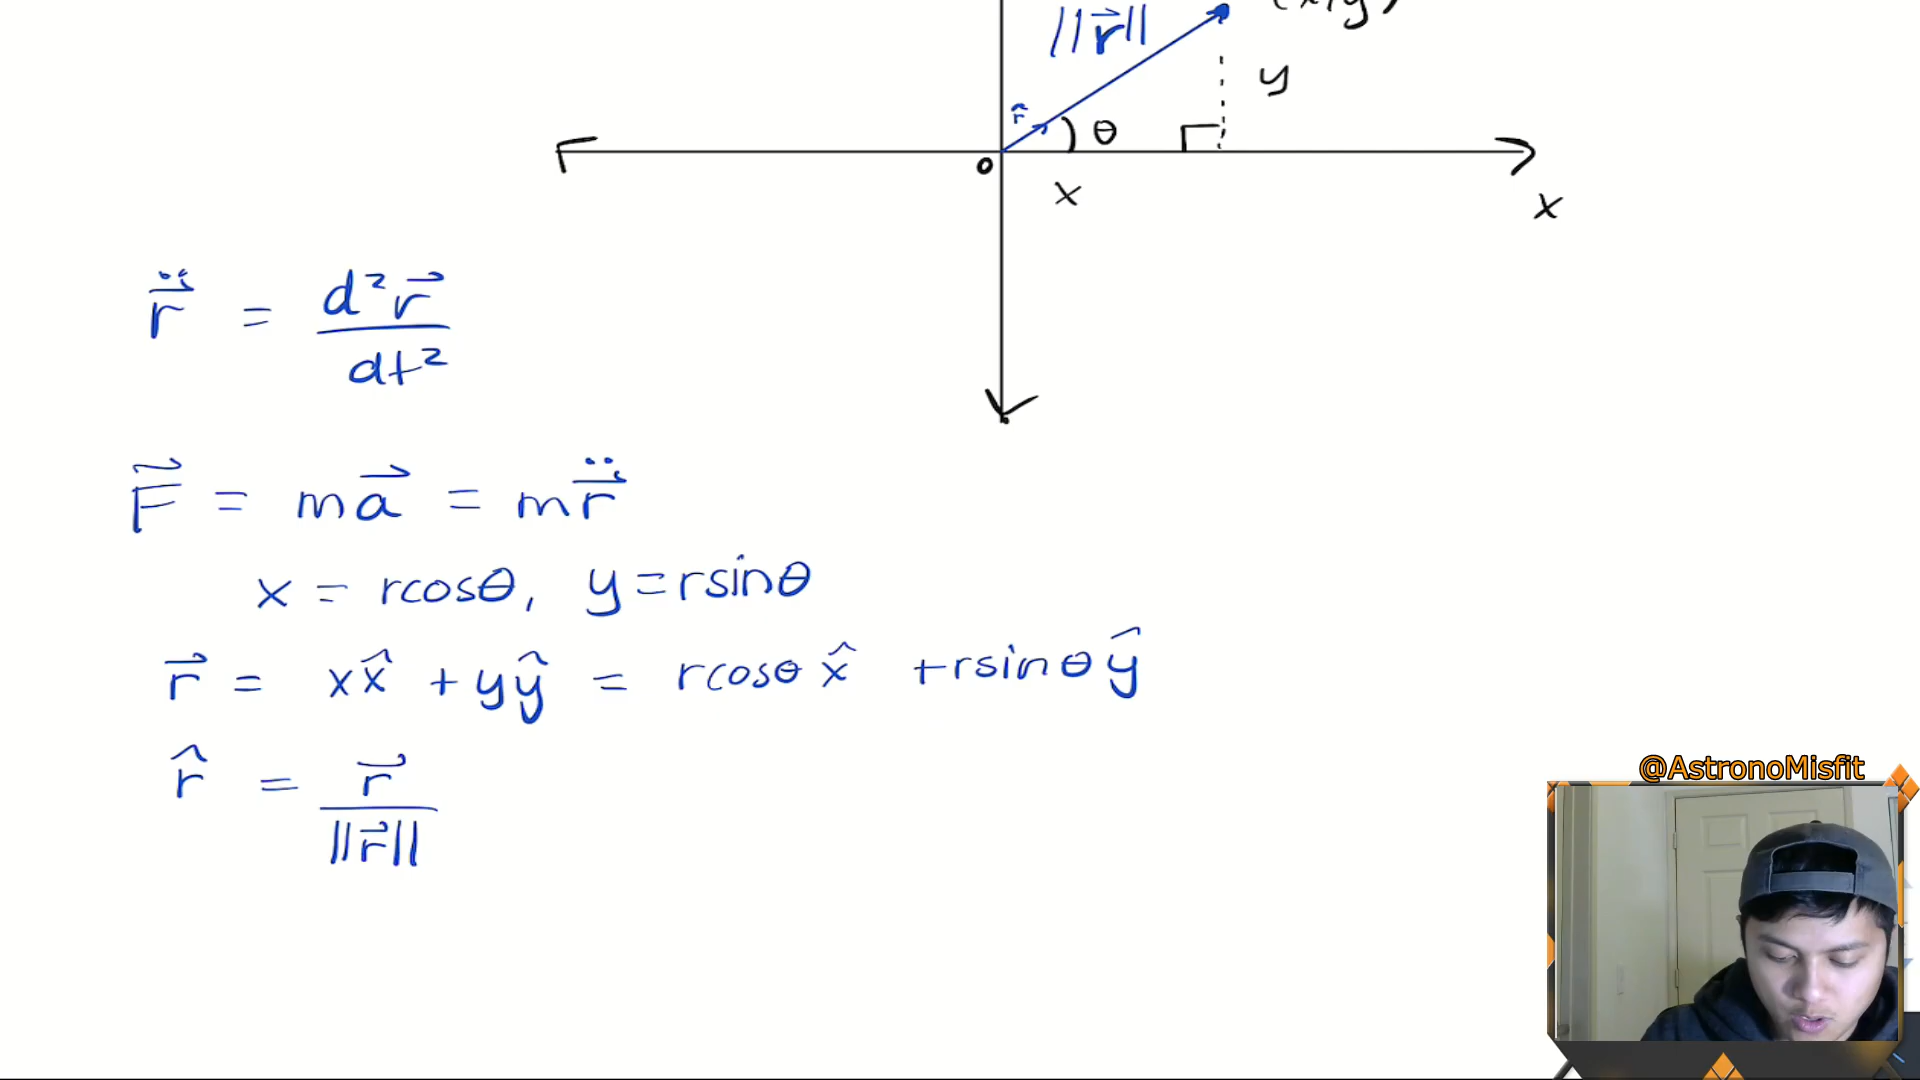 ||r⃗||
y
r̂
θ
0
x
x
r⃗̈ = d²r⃗ / dt²
F⃗ = ma⃗ = mr⃗̈
x = rcosθ, y = rsinθ
r⃗ = xx̂ + yŷ = rcosθ x̂ + rsinθ ŷ
r̂ = r⃗ / ||r⃗||
@AstronoMisfit